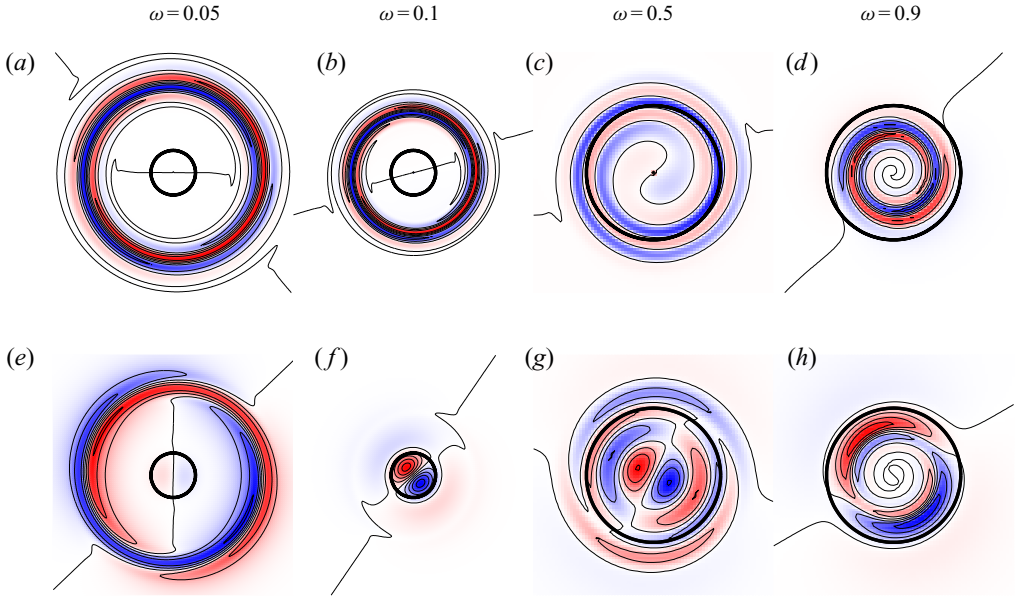 ω = 0.05 ω = 0.1 ω = 0.5 ω = 0.9
(a) (b) (c) (d)
(e) (f) (g) (h)